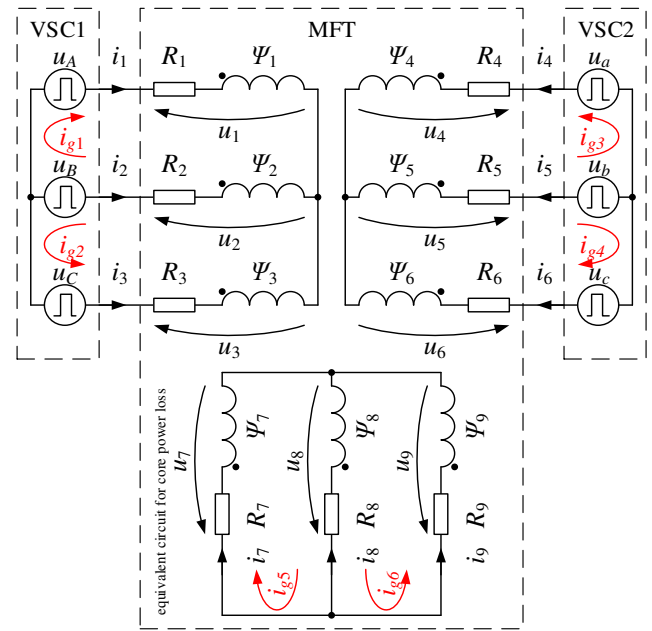 VSC1 MFT VSC2
u_A i_1 R_1 Ψ_1 Ψ_4 R_4 i_4 u_a
i_g1 u_1 u_4 i_g3
u_B i_2 R_2 Ψ_2 Ψ_5 R_5 i_5 u_b
i_g2 u_2 u_5 i_g4
u_C i_3 R_3 Ψ_3 Ψ_6 R_6 i_6 u_c
u_3 u_6
equivalent circuit for core power loss
u_7 Ψ_7 u_8 Ψ_8 u_9 Ψ_9
R_7 R_8 R_9
i_7 i_8 i_9
i_g5 i_g6